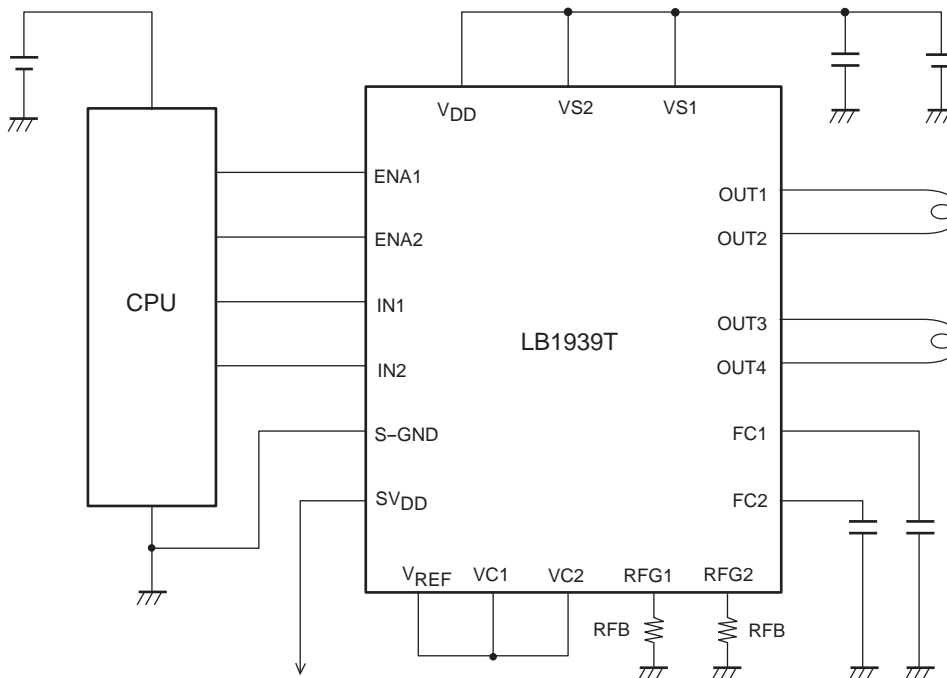 VDD
VS2
VS1
ENA1
ENA2
IN1
IN2
S–GND
SVDD
CPU
LB1939T
OUT1
OUT2
OUT3
OUT4
FC1
FC2
VREF
VC1
VC2
RFG1
RFG2
RFB
RFB